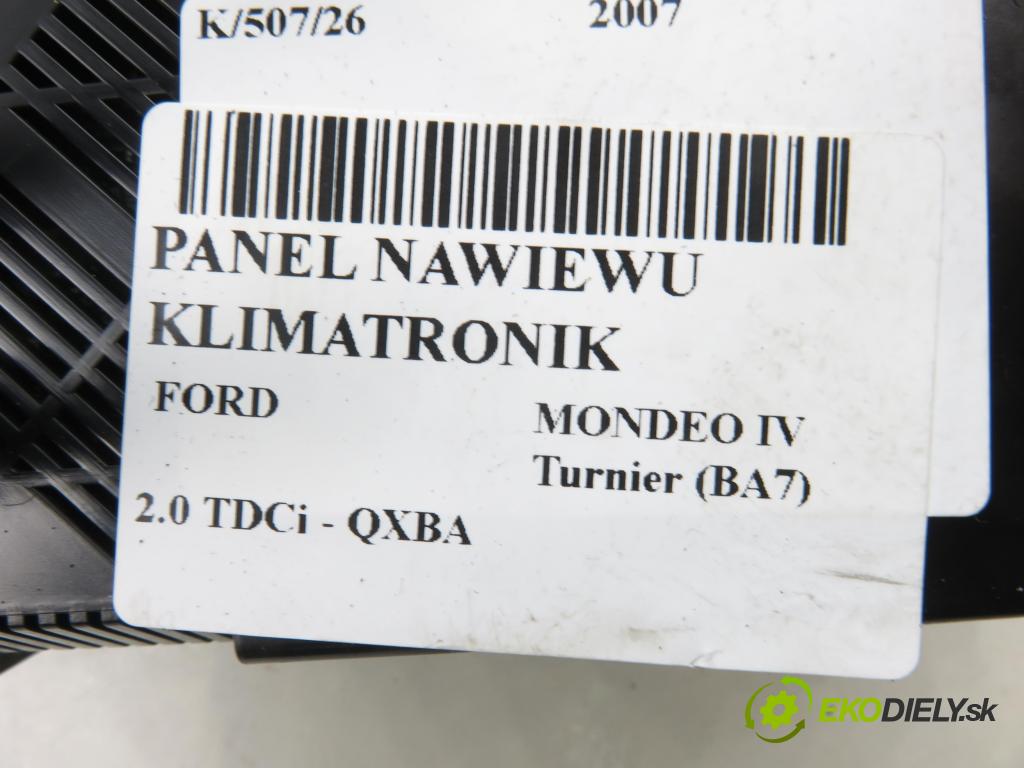 K/507/26 2007
PANEL NAWIEWU
KLIMATRONIK
FORD MONDEO IV
Turnier (BA7)
2.0 TDCi - QXBA
EKODIELY.sk